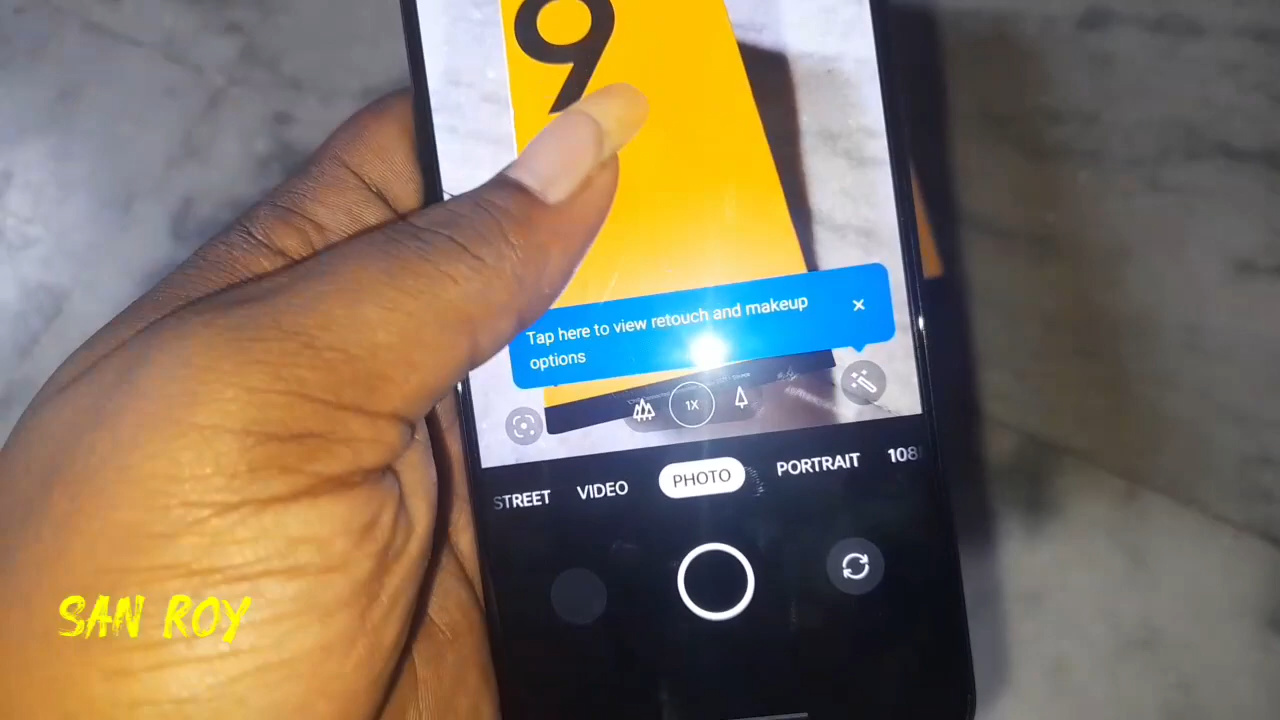 9
Tap here to view retouch and makeup
options
1X
STREET VIDEO PHOTO PORTRAIT 108
SAN ROY